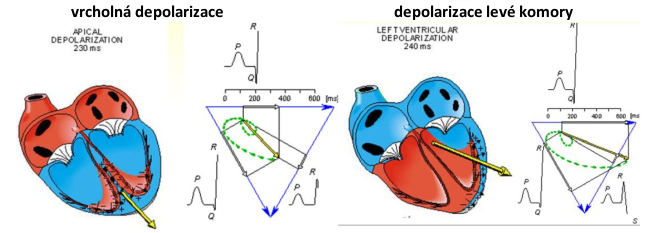 vrcholná depolarizace
depolarizace levé komory
APICAL
DEPOLARIZATION
230 ms
LEFT VENTRICULAR
DEPOLARIZATION
240 ms
R
P
Q
0 200 400 600 [ms]
R
P
Q
R
P
R
P
Q
0 200 400 600 [ms]
R
P
Q
R
P
S